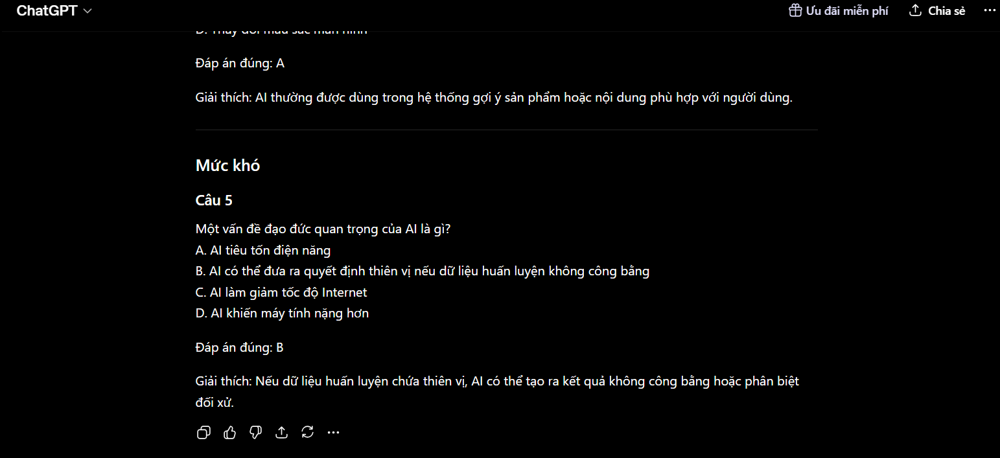 ChatGPT
Ưu đãi miễn phí
Chia sẻ
D. Thay đổi màu sắc màn hình
Đáp án đúng: A
Giải thích: AI thường được dùng trong hệ thống gợi ý sản phẩm hoặc nội dung phù hợp với người dùng.
Mức khó
Câu 5
Một vấn đề đạo đức quan trọng của AI là gì?
A. AI tiêu tốn điện năng
B. AI có thể đưa ra quyết định thiên vị nếu dữ liệu huấn luyện không công bằng
C. AI làm giảm tốc độ Internet
D. AI khiến máy tính nặng hơn
Đáp án đúng: B
Giải thích: Nếu dữ liệu huấn luyện chứa thiên vị, AI có thể tạo ra kết quả không công bằng hoặc phân biệt
đối xử.